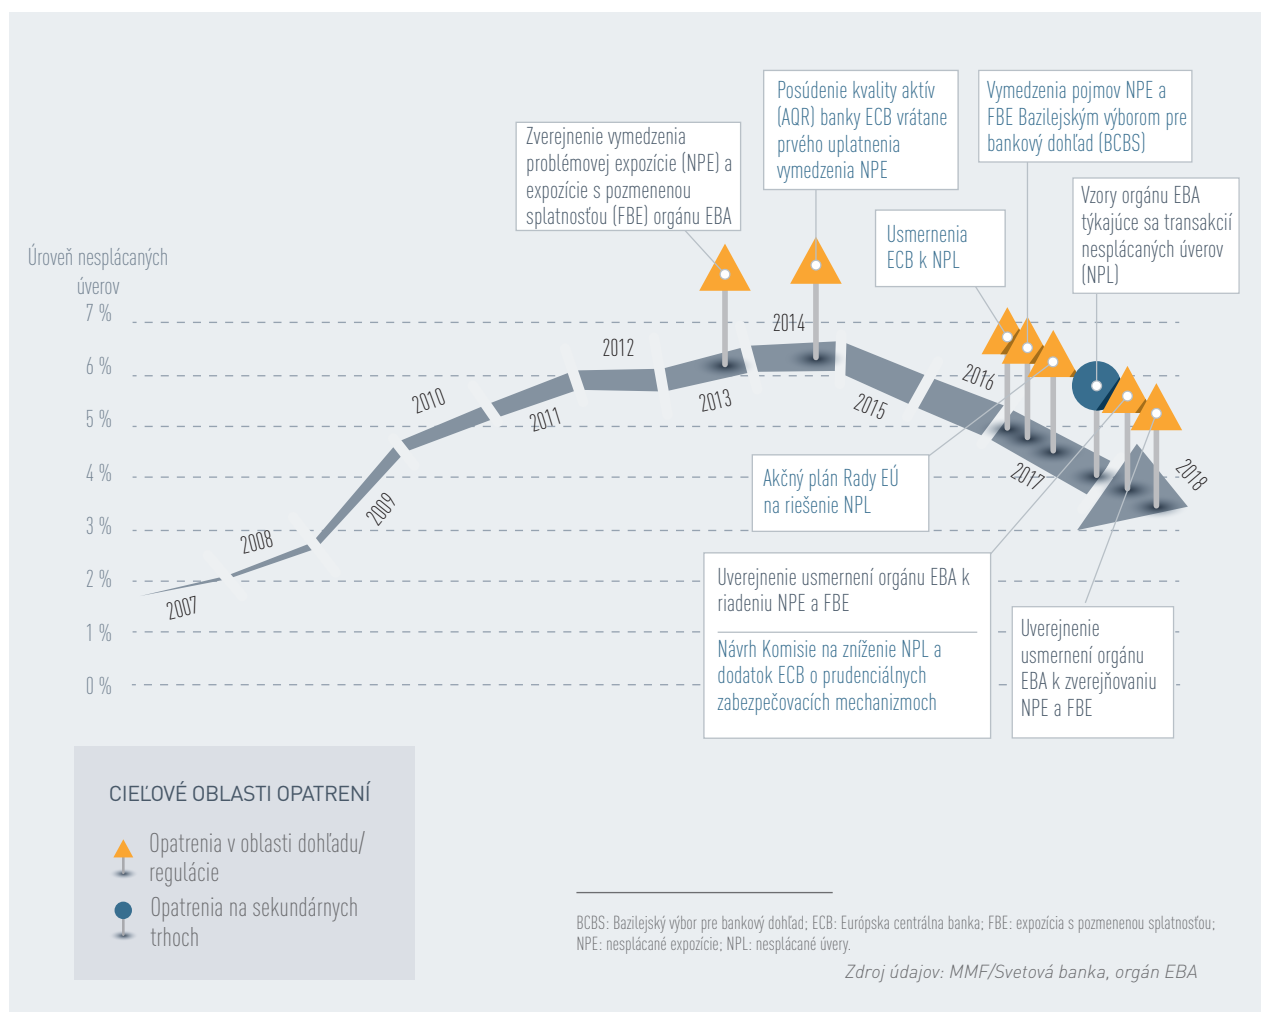 Posúdenie kvality aktív
(AQR) banky ECB vrátane
prvého uplatnenia
vymedzenia NPE
Vymedzenia pojmov NPE a
FBE Bazilejským výborom pre
bankový dohľad (BCBS)
Zverejnenie vymedzenia
problémovej expozície (NPE) a
expozície s pozmenenou
splatnosťou (FBE) orgánu EBA
Vzory orgánu EBA
týkajúce sa transakcií
nesplácaných úverov
(NPL)
Usmernenia
ECB k NPL
Úroveň nesplácaných
úverov
7 %
6 %
5 %
4 %
3 %
2 %
1 %
0 %
2007
2008
2009
2010
2011
2012
2013
2014
2015
2016
2017
2018
Akčný plán Rady EÚ
na riešenie NPL
Uverejnenie usmernení orgánu EBA k
riadeniu NPE a FBE
Návrh Komisie na zníženie NPL a
dodatok ECB o prudenciálnych
zabezpečovacích mechanizmoch
Uverejnenie
usmernení orgánu
EBA k zverejňovaniu
NPE a FBE
CIEĽOVÉ OBLASTI OPATRENÍ
Opatrenia v oblasti dohľadu/
regulácie
Opatrenia na sekundárnych
trhoch
BCBS: Bazilejský výbor pre bankový dohľad; ECB: Európska centrálna banka; FBE: expozícia s pozmenenou splatnosťou;
NPE: nesplácané expozície; NPL: nesplácané úvery.
Zdroj údajov: MMF/Svetová banka, orgán EBA